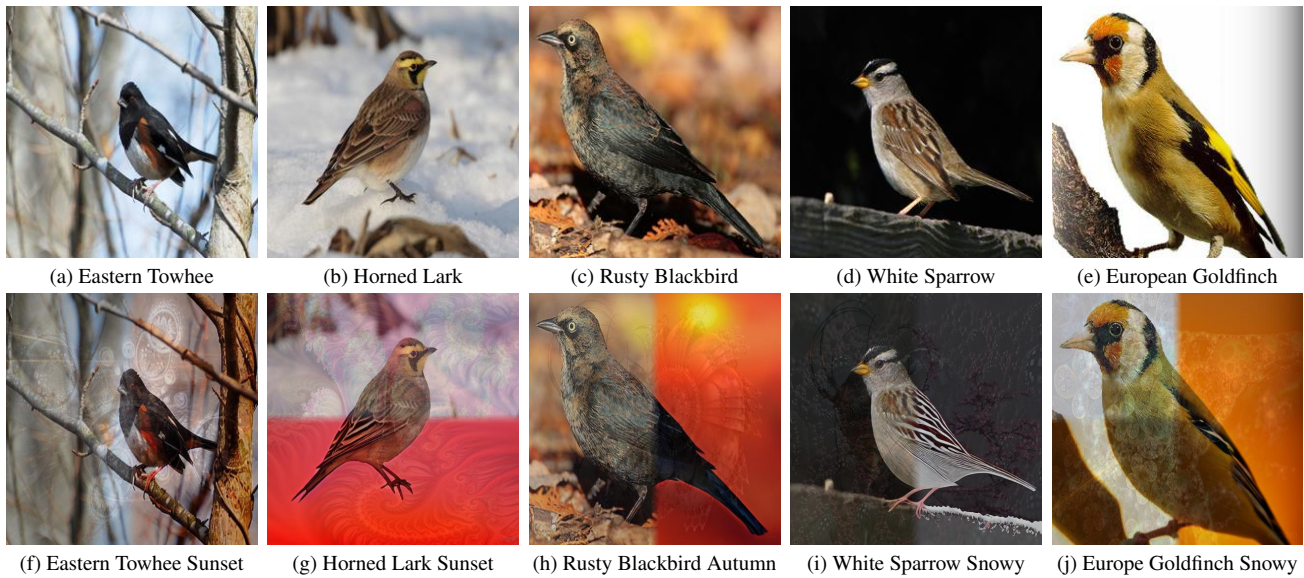 (a) Eastern Towhee
(b) Horned Lark
(c) Rusty Blackbird
(d) White Sparrow
(e) European Goldfinch
(f) Eastern Towhee Sunset
(g) Horned Lark Sunset
(h) Rusty Blackbird Autumn
(i) White Sparrow Snowy
(j) Europe Goldfinch Snowy